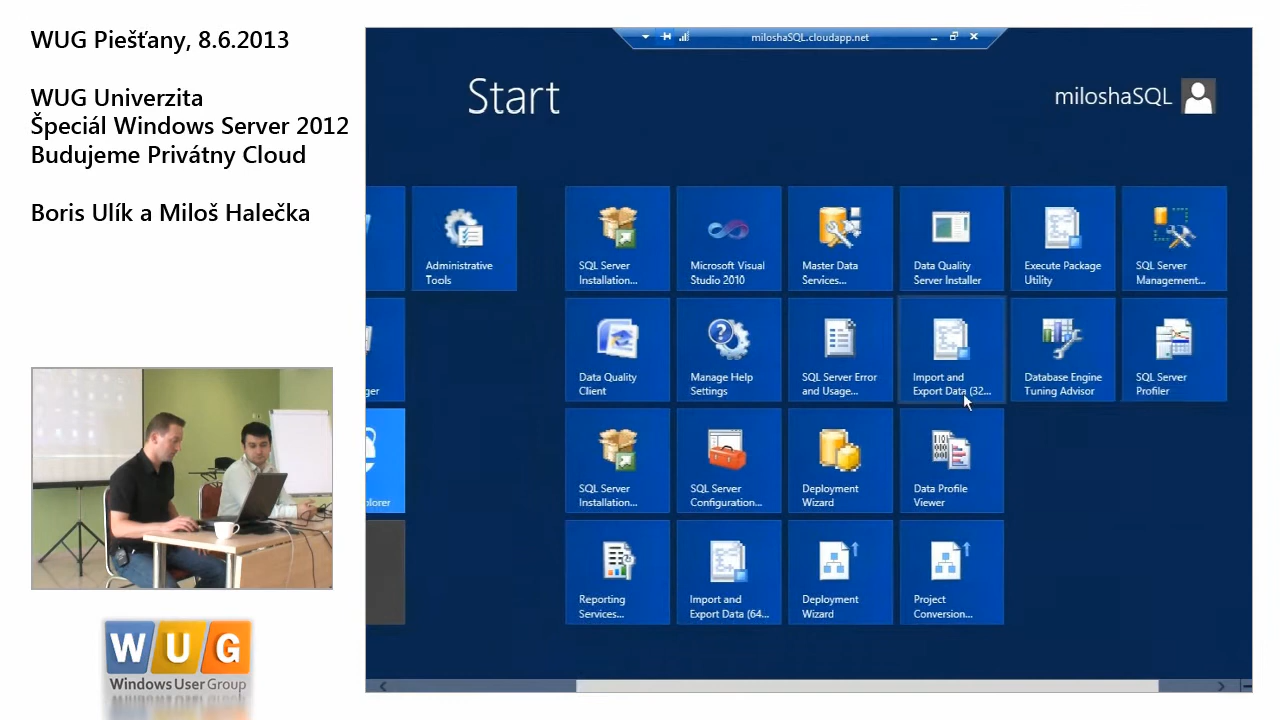 WUG Piešťany, 8.6.2013
WUG Univerzita
Špeciál Windows Server 2012
Budujeme Privátny Cloud
Boris Ulík a Miloš Halečka
miloshaSQL.cloudapp.net
Start
miloshaSQL
Administrative
Tools
SQL Server
Installation...
Microsoft Visual
Studio 2010
Master Data
Services...
Data Quality
Server Installer
Execute Package
Utility
SQL Server
Management...
ger
Data Quality
Client
Manage Help
Settings
SQL Server Error
and Usage...
Import and
Export Data (32...
Database Engine
Tuning Advisor
SQL Server
Profiler
plorer
SQL Server
Installation...
SQL Server
Configuration...
Deployment
Wizard
Data Profile
Viewer
Reporting
Services...
Import and
Export Data (64...
Deployment
Wizard
Project
Conversion...
WUG
Windows User Group